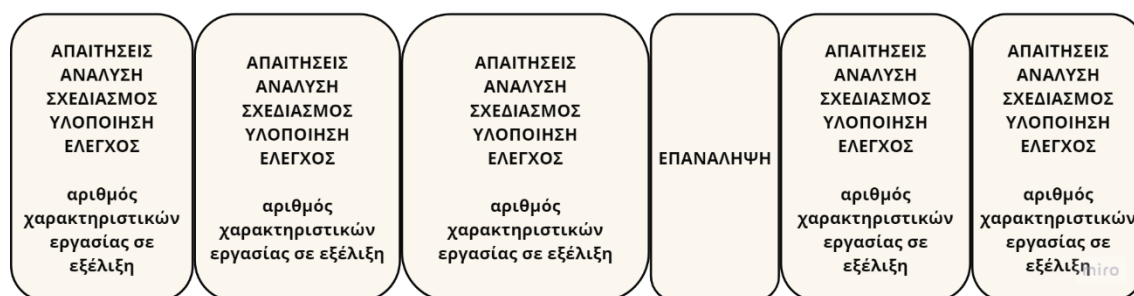 ΑΠΑΙΤΗΣΕΙΣ
ΑΝΑΛΥΣΗ
ΣΧΕΔΙΑΣΜΟΣ
ΥΛΟΠΟΙΗΣΗ
ΕΛΕΓΧΟΣ
αριθμός
χαρακτηριστικών
εργασίας σε
εξέλιξη
ΑΠΑΙΤΗΣΕΙΣ
ΑΝΑΛΥΣΗ
ΣΧΕΔΙΑΣΜΟΣ
ΥΛΟΠΟΙΗΣΗ
ΕΛΕΓΧΟΣ
αριθμός
χαρακτηριστικών
εργασίας σε εξέλιξη
ΑΠΑΙΤΗΣΕΙΣ
ΑΝΑΛΥΣΗ
ΣΧΕΔΙΑΣΜΟΣ
ΥΛΟΠΟΙΗΣΗ
ΕΛΕΓΧΟΣ
αριθμός
χαρακτηριστικών
εργασίας σε εξέλιξη
ΕΠΑΝΑΛΗΨΗ
ΑΠΑΙΤΗΣΕΙΣ
ΑΝΑΛΥΣΗ
ΣΧΕΔΙΑΣΜΟΣ
ΥΛΟΠΟΙΗΣΗ
ΕΛΕΓΧΟΣ
αριθμός
χαρακτηριστικών
εργασίας σε
εξέλιξη
ΑΠΑΙΤΗΣΕΙΣ
ΑΝΑΛΥΣΗ
ΣΧΕΔΙΑΣΜΟΣ
ΥΛΟΠΟΙΗΣΗ
ΕΛΕΓΧΟΣ
αριθμός
χαρακτηριστικών
εργασίας σε
εξέλιξη
miro